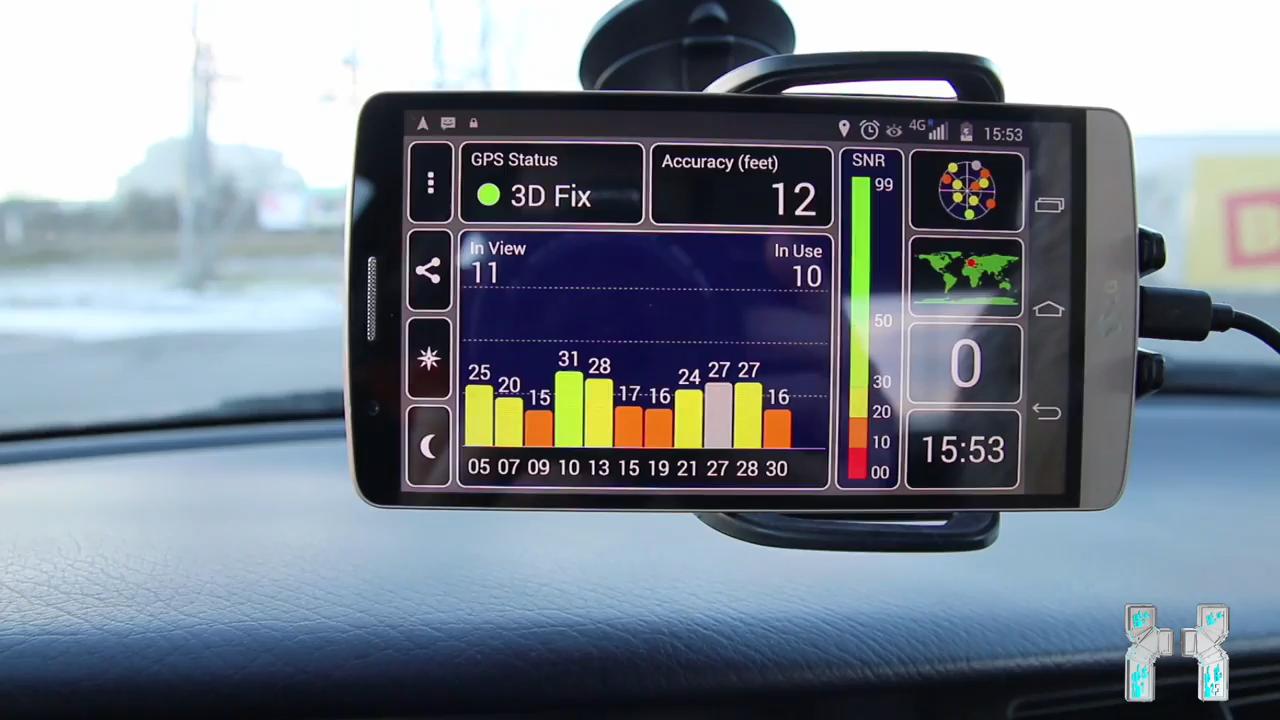 4G 15:53
GPS Status
3D Fix
Accuracy (feet)
12
SNR
99
50
30
20
10
00
In View
11
In Use
10
25 20 15 31 28 17 16 24 27 27 16
05 07 09 10 13 15 19 21 27 28 30
0
15:53